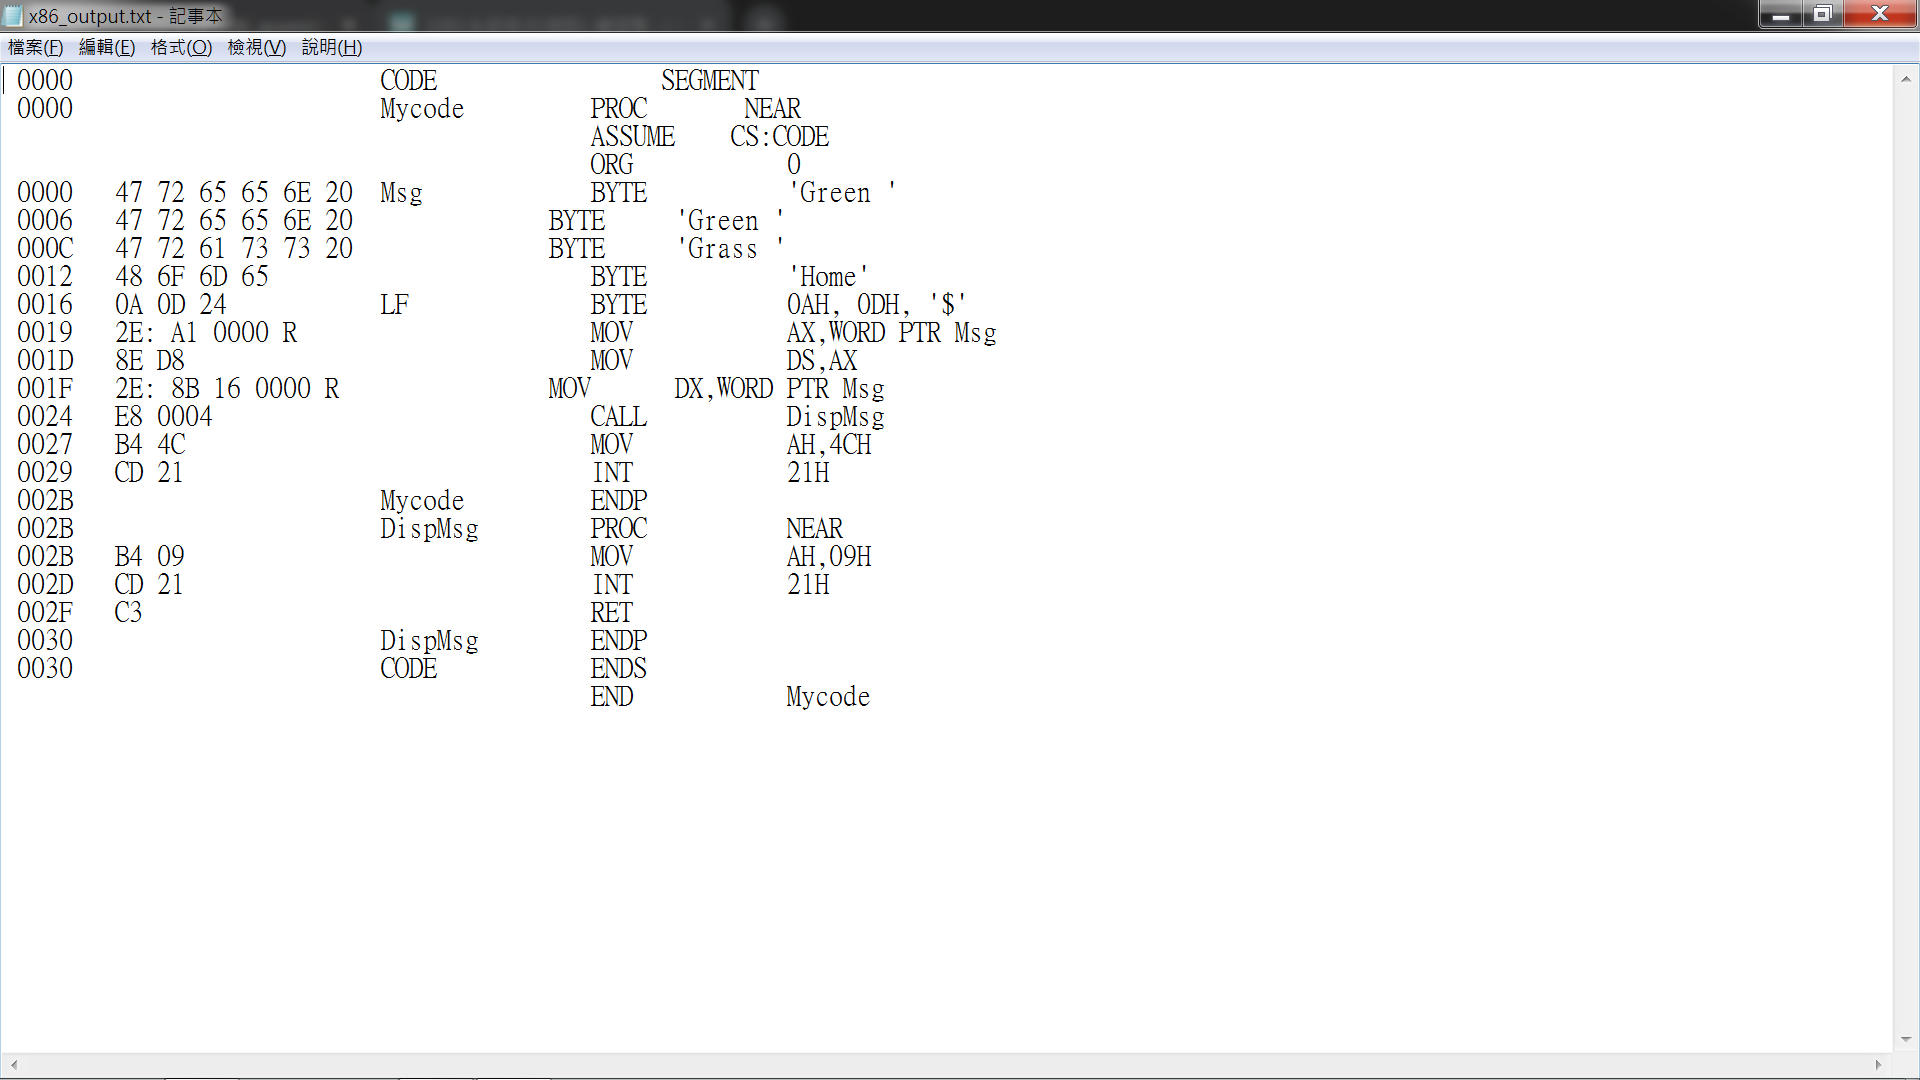 x86_output.txt - 記事本
檔案(F) 編輯(E) 格式(O) 檢視(V) 說明(H)
0000 CODE SEGMENT
0000 Mycode PROC NEAR
ASSUME CS:CODE
ORG 0
0000 47 72 65 65 6E 20 Msg BYTE 'Green '
0006 47 72 65 65 6E 20 BYTE 'Green '
000C 47 72 61 73 73 20 BYTE 'Grass '
0012 48 6F 6D 65 BYTE 'Home'
0016 0A 0D 24 LF BYTE 0AH, 0DH, '$'
0019 2E: A1 0000 R MOV AX,WORD PTR Msg
001D 8E D8 MOV DS,AX
001F 2E: 8B 16 0000 R MOV DX,WORD PTR Msg
0024 E8 0004 CALL DispMsg
0027 B4 4C MOV AH,4CH
0029 CD 21 INT 21H
002B Mycode ENDP
002B DispMsg PROC NEAR
002B B4 09 MOV AH,09H
002D CD 21 INT 21H
002F C3 RET
0030 DispMsg ENDP
0030 CODE ENDS
END Mycode